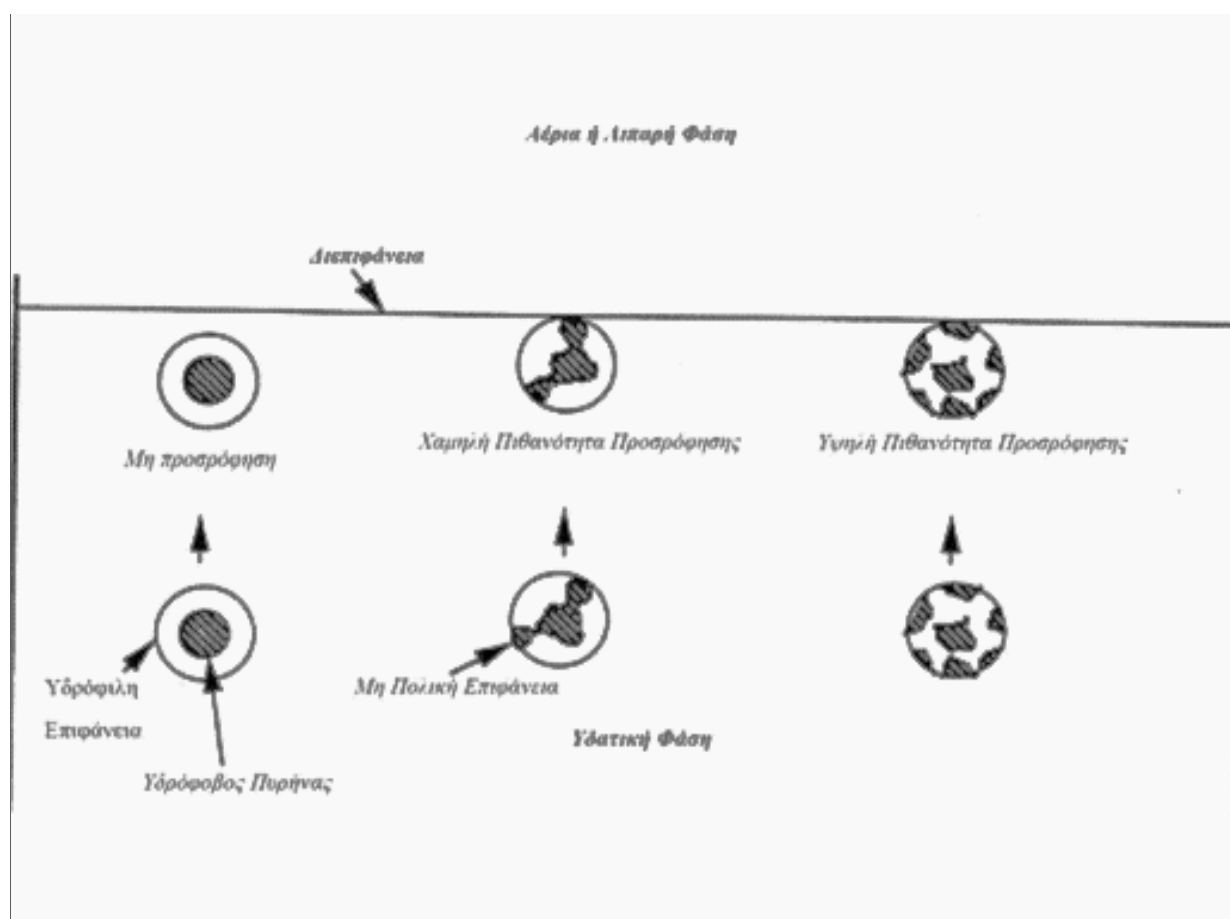 Αέρια ή Λιπαρή Φάση
Διεπιφάνεια
Μη προσρόφηση
Χαμηλή Πιθανότητα Προσρόφησης
Υψηλή Πιθανότητα Προσρόφησης
Υδρόφιλη
Επιφάνεια
Μη Πολική Επιφάνεια
Υδατική Φάση
Υδρόφοβος Πυρήνας